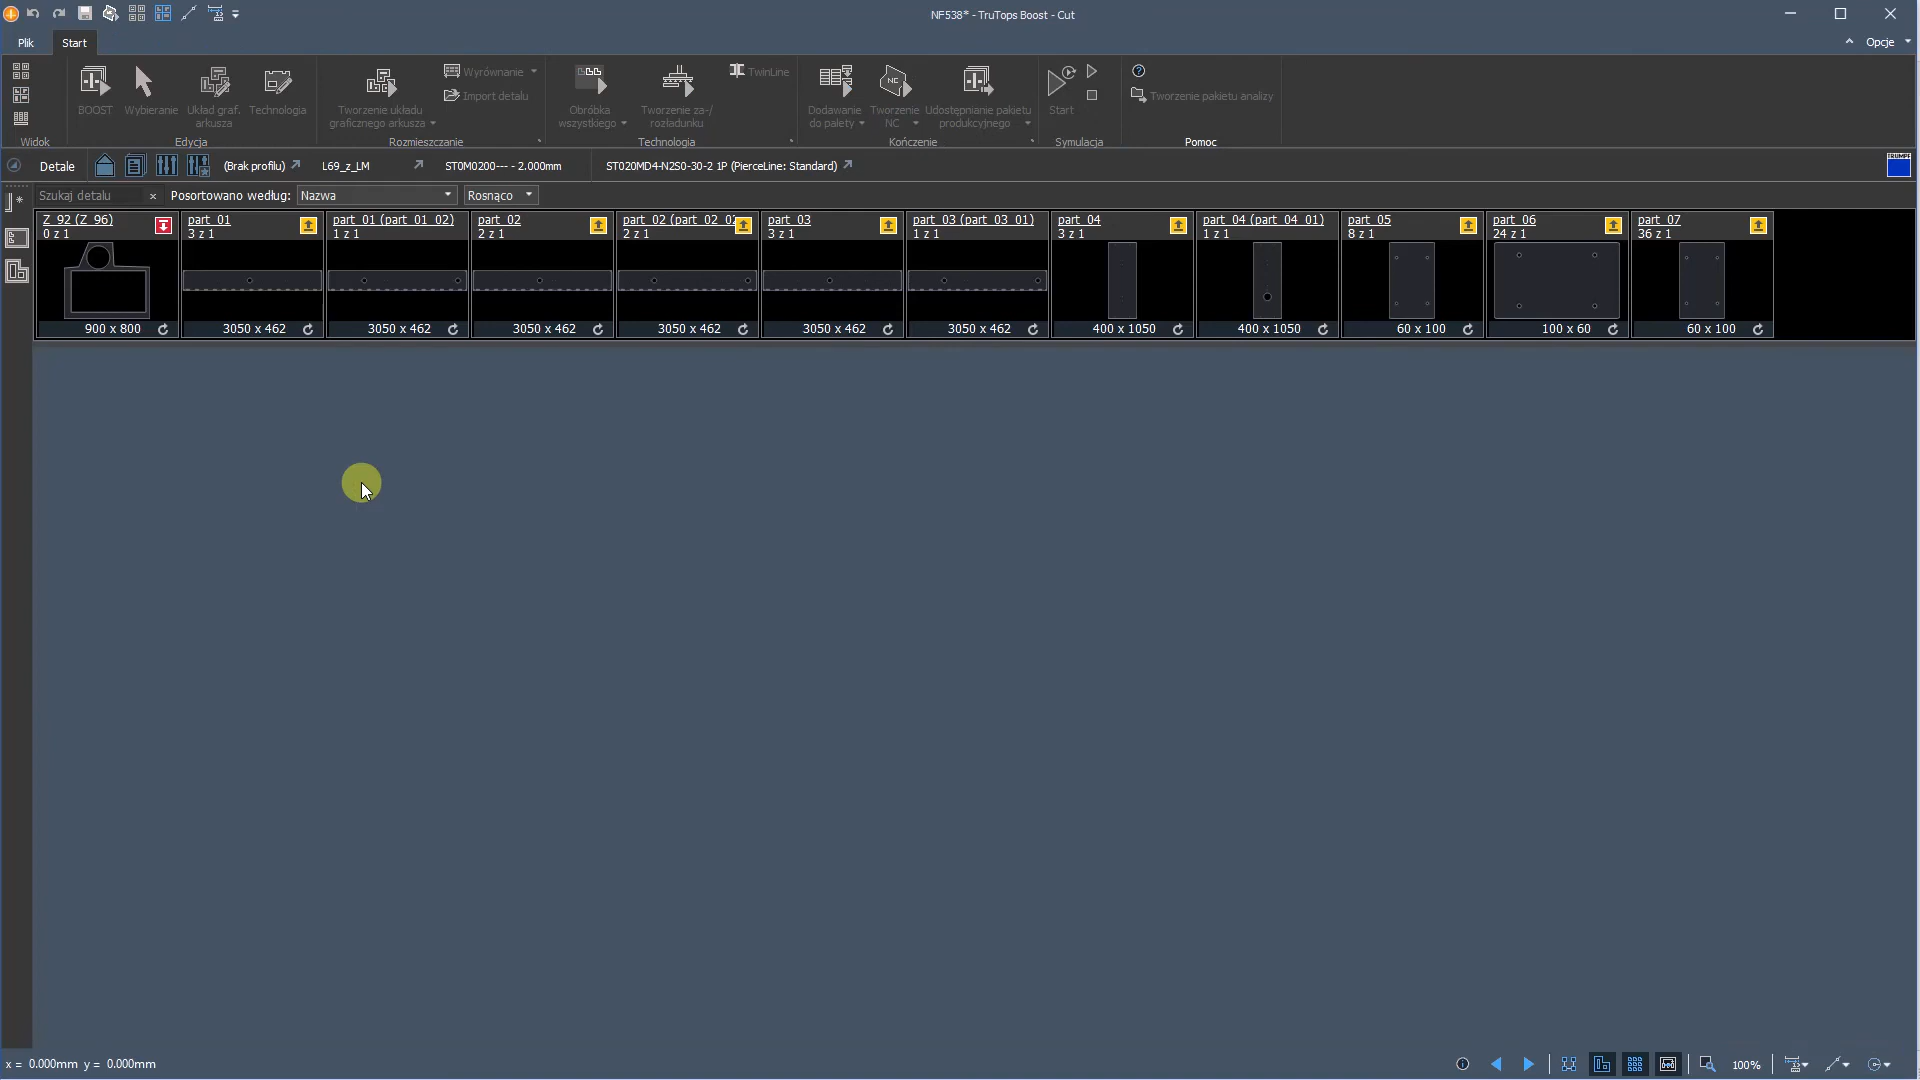 NF538* - TruTops Boost - Cut
Plik
Start
Opcje
BOOST
Wybieranie
Układ graf.
arkusza
Technologia
Tworzenie układu
graficznego arkusza
Wyrównanie
Import detalu
Obróbka
wszystkiego
Tworzenie za-/
rozładunku
TwinLine
Dodawanie
do palety
Tworzenie
NC
Udostępnianie pakietu
produkcyjnego
Start
Tworzenie pakietu analizy
Widok
Edycja
Rozmieszczanie
Technologia
Kończenie
Symulacja
Pomoc
Detale
(Brak profilu)
L69_z_LM
ST0M0200--- - 2.000mm
ST020MD4-N2S0-30-2 1P (PierceLine: Standard)
TRUMPF
Szukaj detalu
Posortowano według:
Nazwa
Rosnąco
Z_92 (Z_96)
0 z 1
900 x 800
part_01
3 z 1
3050 x 462
part_01 (part_01_02)
1 z 1
3050 x 462
part_02
2 z 1
3050 x 462
part_02 (part_02_02
2 z 1
3050 x 462
part_03
3 z 1
3050 x 462
part_03 (part_03_01)
1 z 1
3050 x 462
part_04
3 z 1
400 x 1050
part_04 (part_04_01)
1 z 1
400 x 1050
part_05
8 z 1
60 x 100
part_06
24 z 1
100 x 60
part_07
36 z 1
60 x 100
x = 0.000mm y = 0.000mm
100%